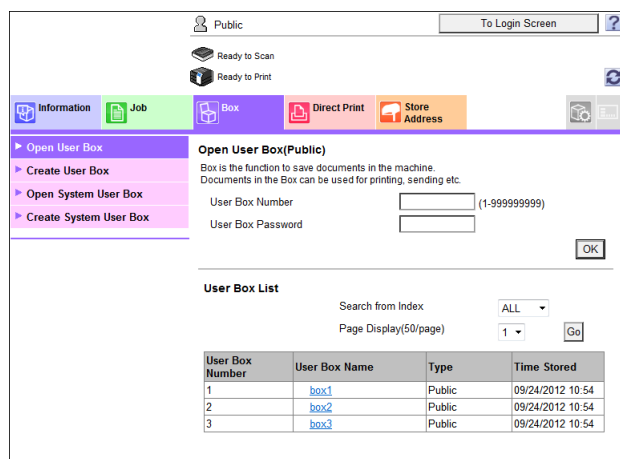 Public
To Login Screen
?
Ready to Scan
Ready to Print
Information
Job
Box
Direct Print
Store
Address
Open User Box
Create User Box
Open System User Box
Create System User Box
Open User Box(Public)
Box is the function to save documents in the machine.
Documents in the Box can be used for printing, sending etc.
User Box Number (1-999999999)
User Box Password
OK
User Box List
Search from Index ALL
Page Display(50/page) 1 Go
User Box Number User Box Name Type Time Stored
1 box1 Public 09/24/2012 10:54
2 box2 Public 09/24/2012 10:54
3 box3 Public 09/24/2012 10:54